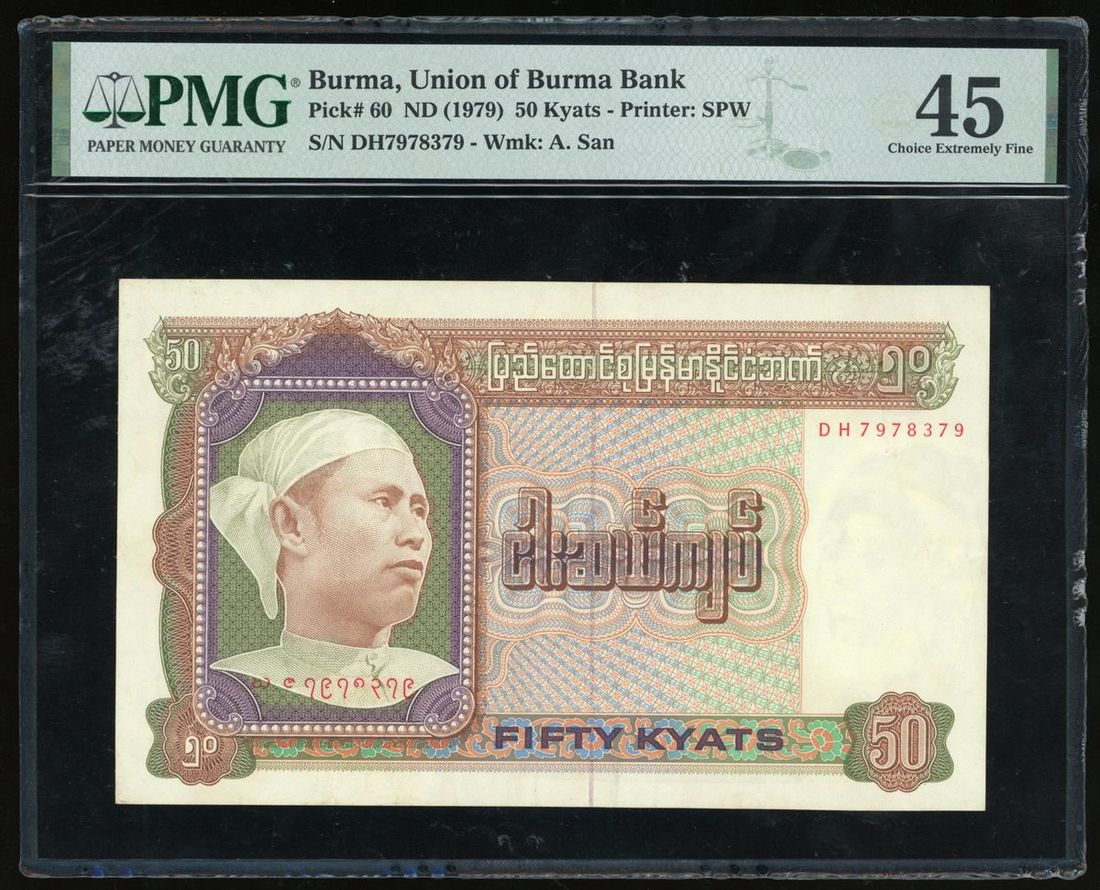 PMG®
PAPER MONEY GUARANTY
Burma, Union of Burma Bank
Pick# 60 ND (1979) 50 Kyats - Printer: SPW
S/N DH7978379 - Wmk: A. San
45
Choice Extremely Fine
50
ပြည်ထောင်စုမြန်မာနိုင်ငံဘဏ်
၅၀
DH7978379
ငါးဆယ်ကျပ်
၅၀
FIFTY KYATS
50